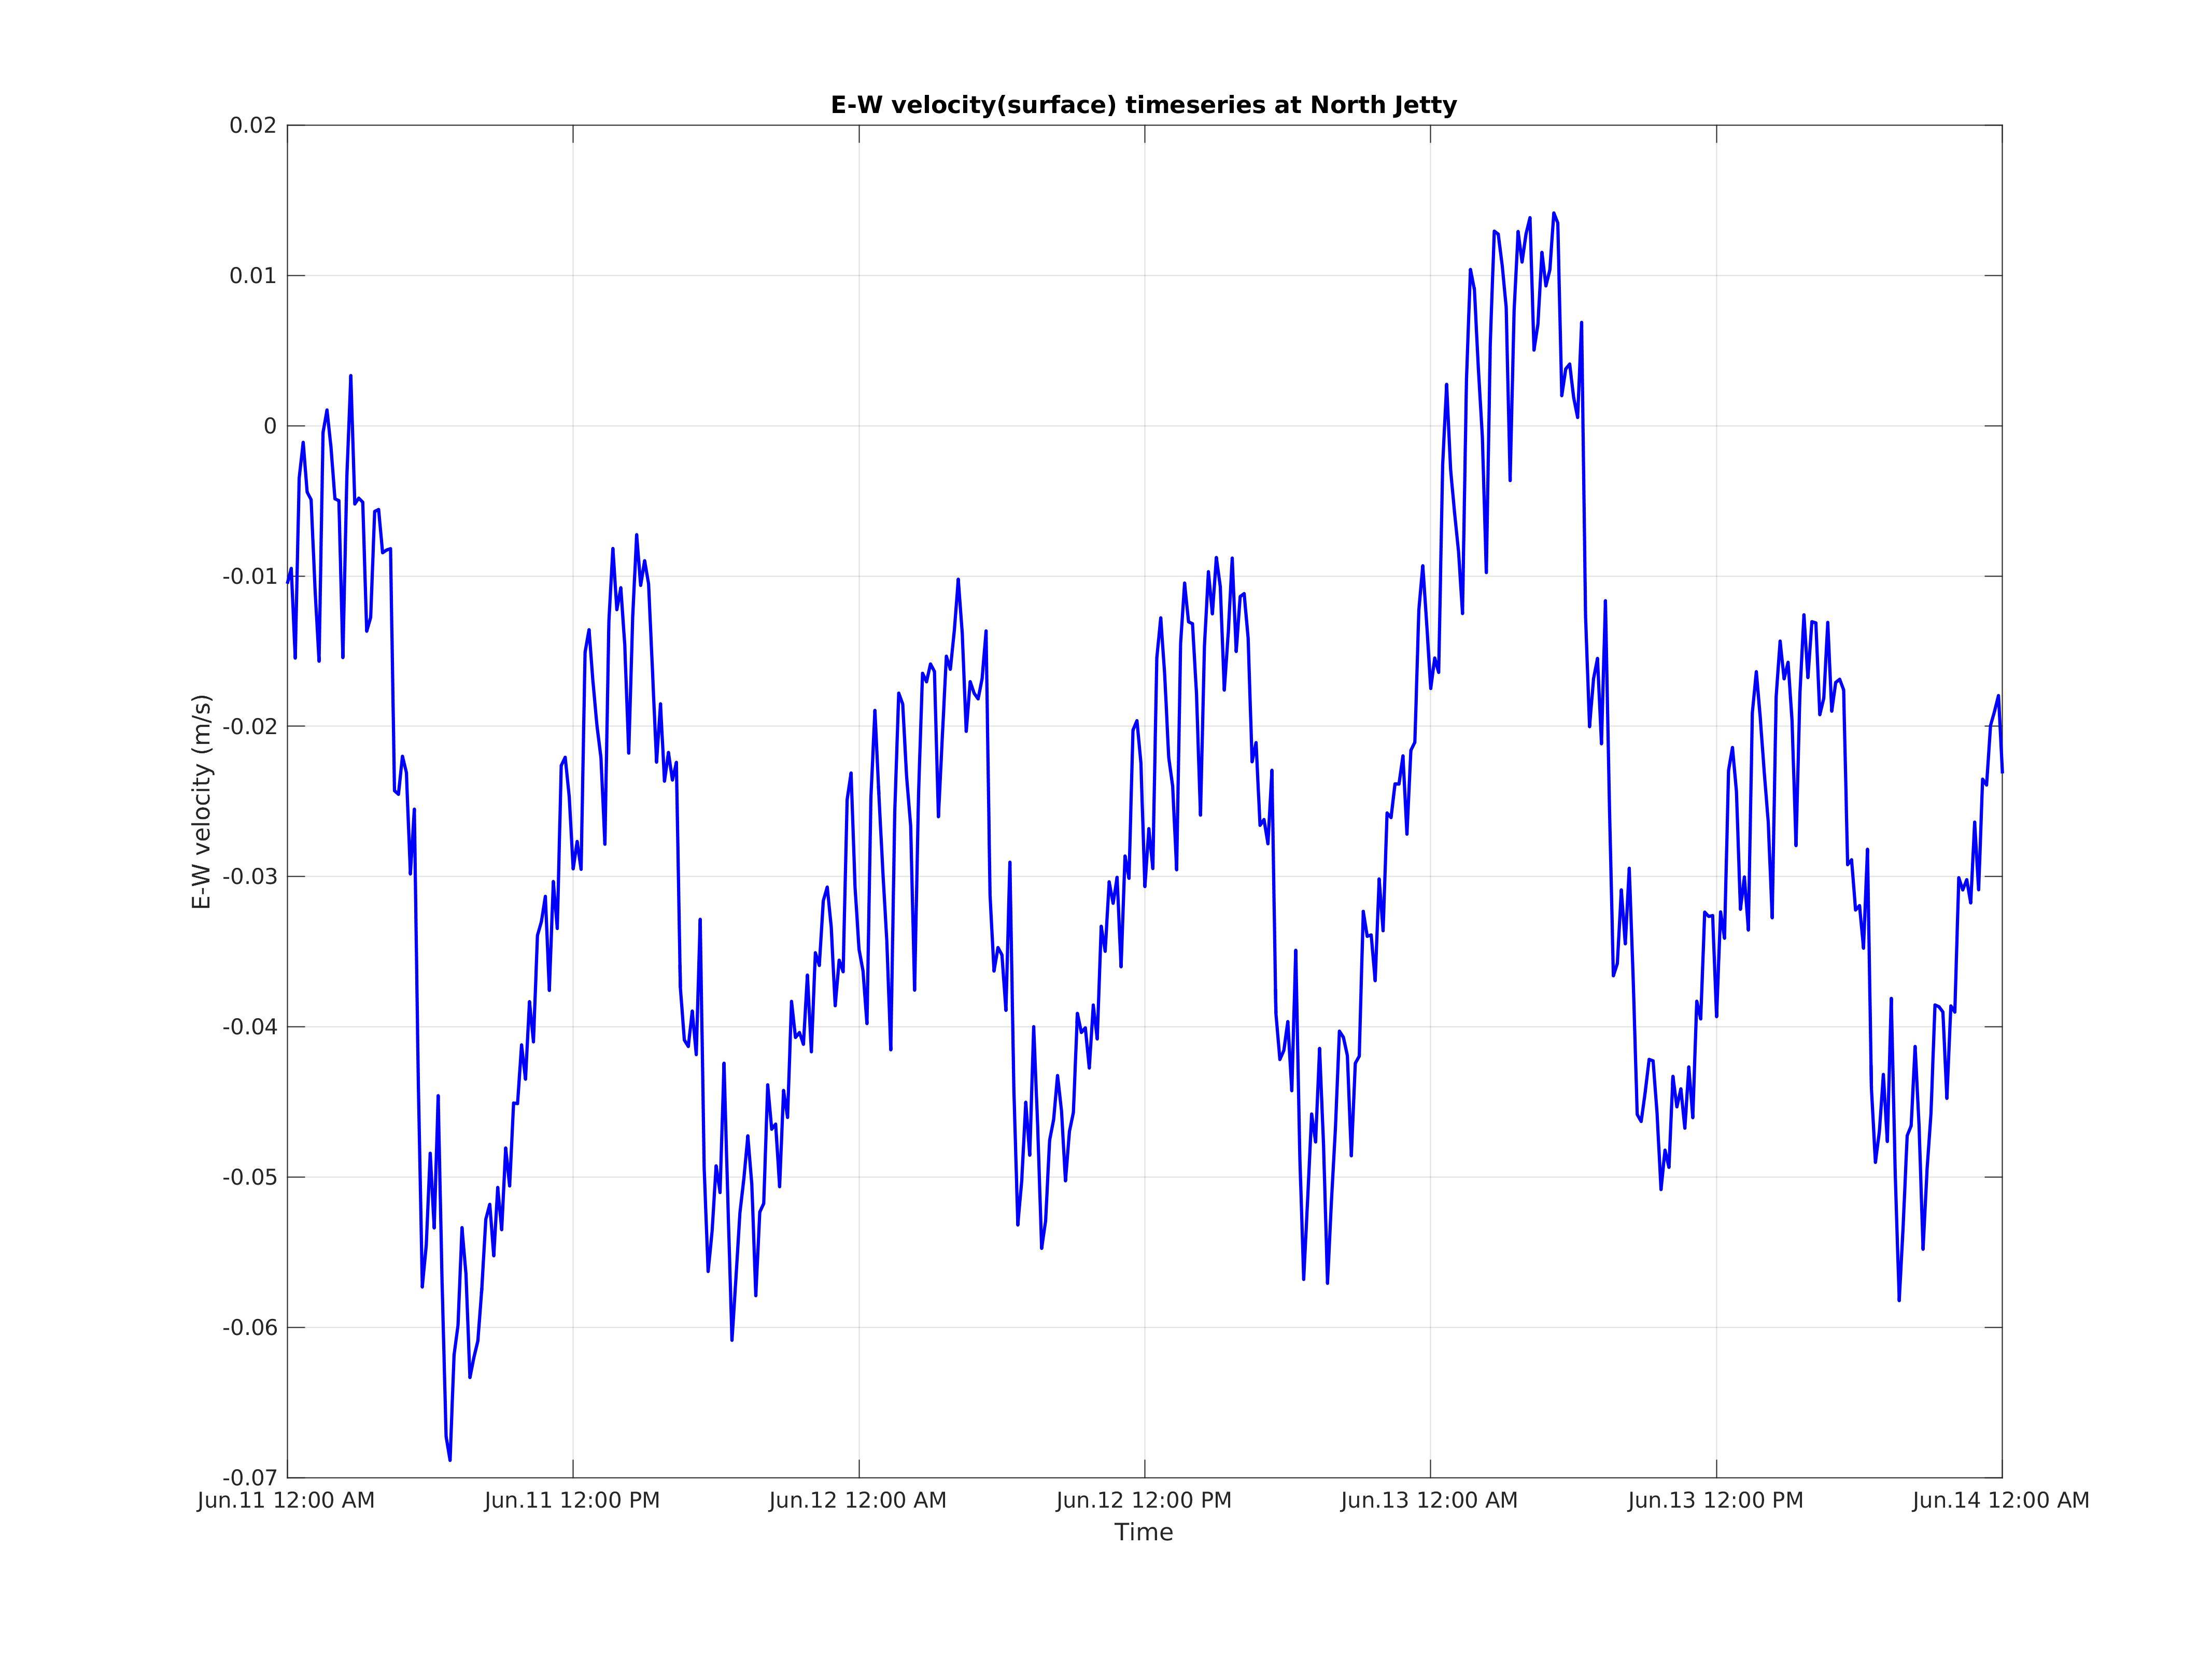 E-W velocity(surface) timeseries at North Jetty
0.02
0.01
0
-0.01
-0.02
-0.03
-0.04
-0.05
-0.06
-0.07
E-W velocity (m/s)
Jun.11 12:00 AM Jun.11 12:00 PM Jun.12 12:00 AM Jun.12 12:00 PM Jun.13 12:00 AM Jun.13 12:00 PM Jun.14 12:00 AM
Time